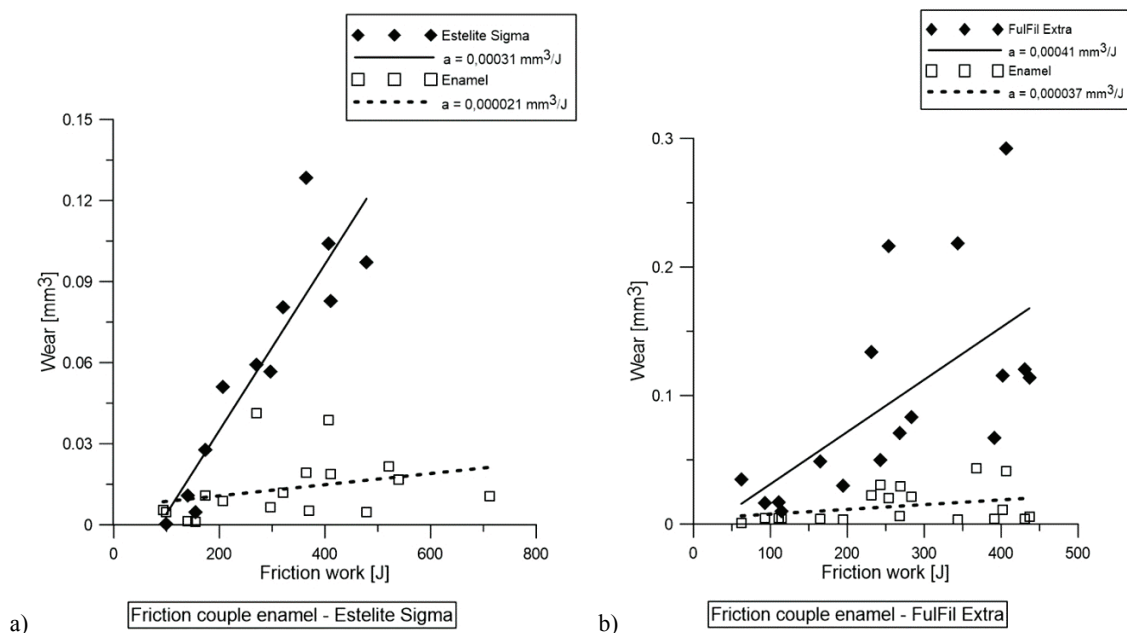 Estelite Sigma
a = 0,00031 mm³/J
Enamel
a = 0,000021 mm³/J
0.15
0.12
0.09
0.06
0.03
0
Wear [mm³]
0 200 400 600 800
Friction work [J]
Friction couple enamel - Estelite Sigma
a)
FulFil Extra
a = 0,00041 mm³/J
Enamel
a = 0,000037 mm³/J
0.3
0.2
0.1
0
Wear [mm³]
0 100 200 300 400 500
Friction work [J]
Friction couple enamel - FulFil Extra
b)